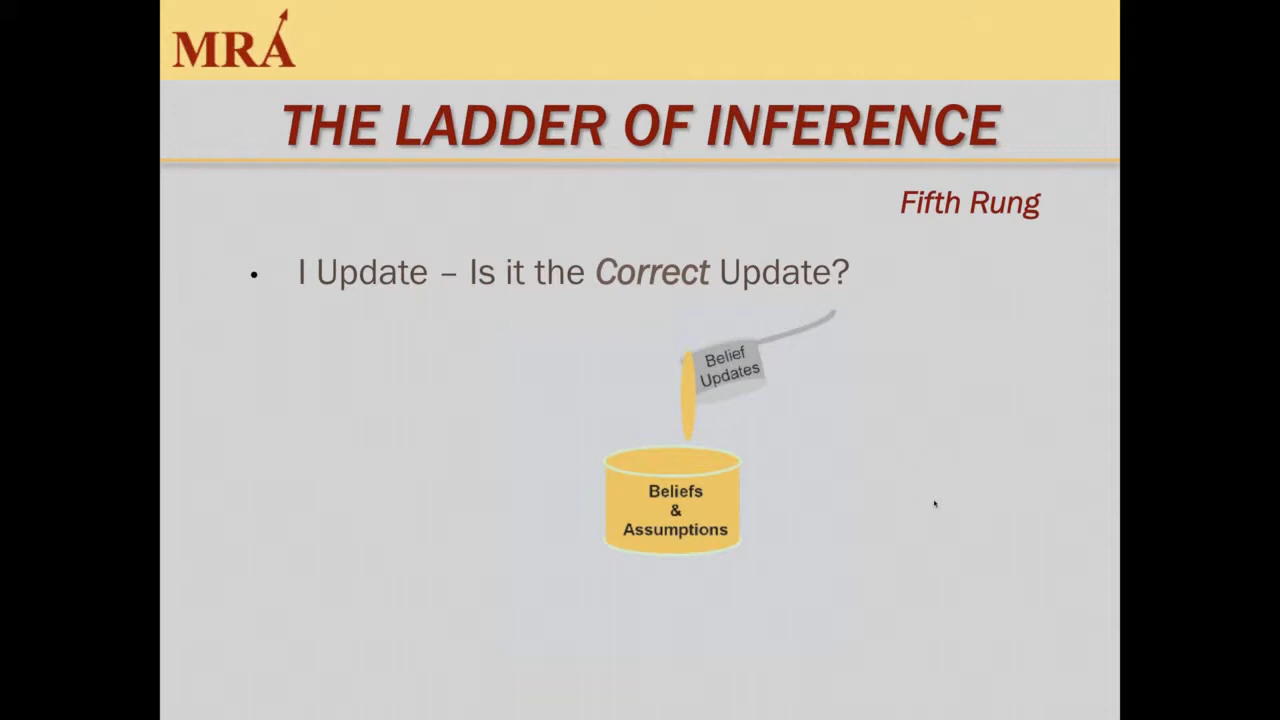 MRA
THE LADDER OF INFERENCE
Fifth Rung
• I Update – Is it the Correct Update?
Belief
Updates
Beliefs
&
Assumptions